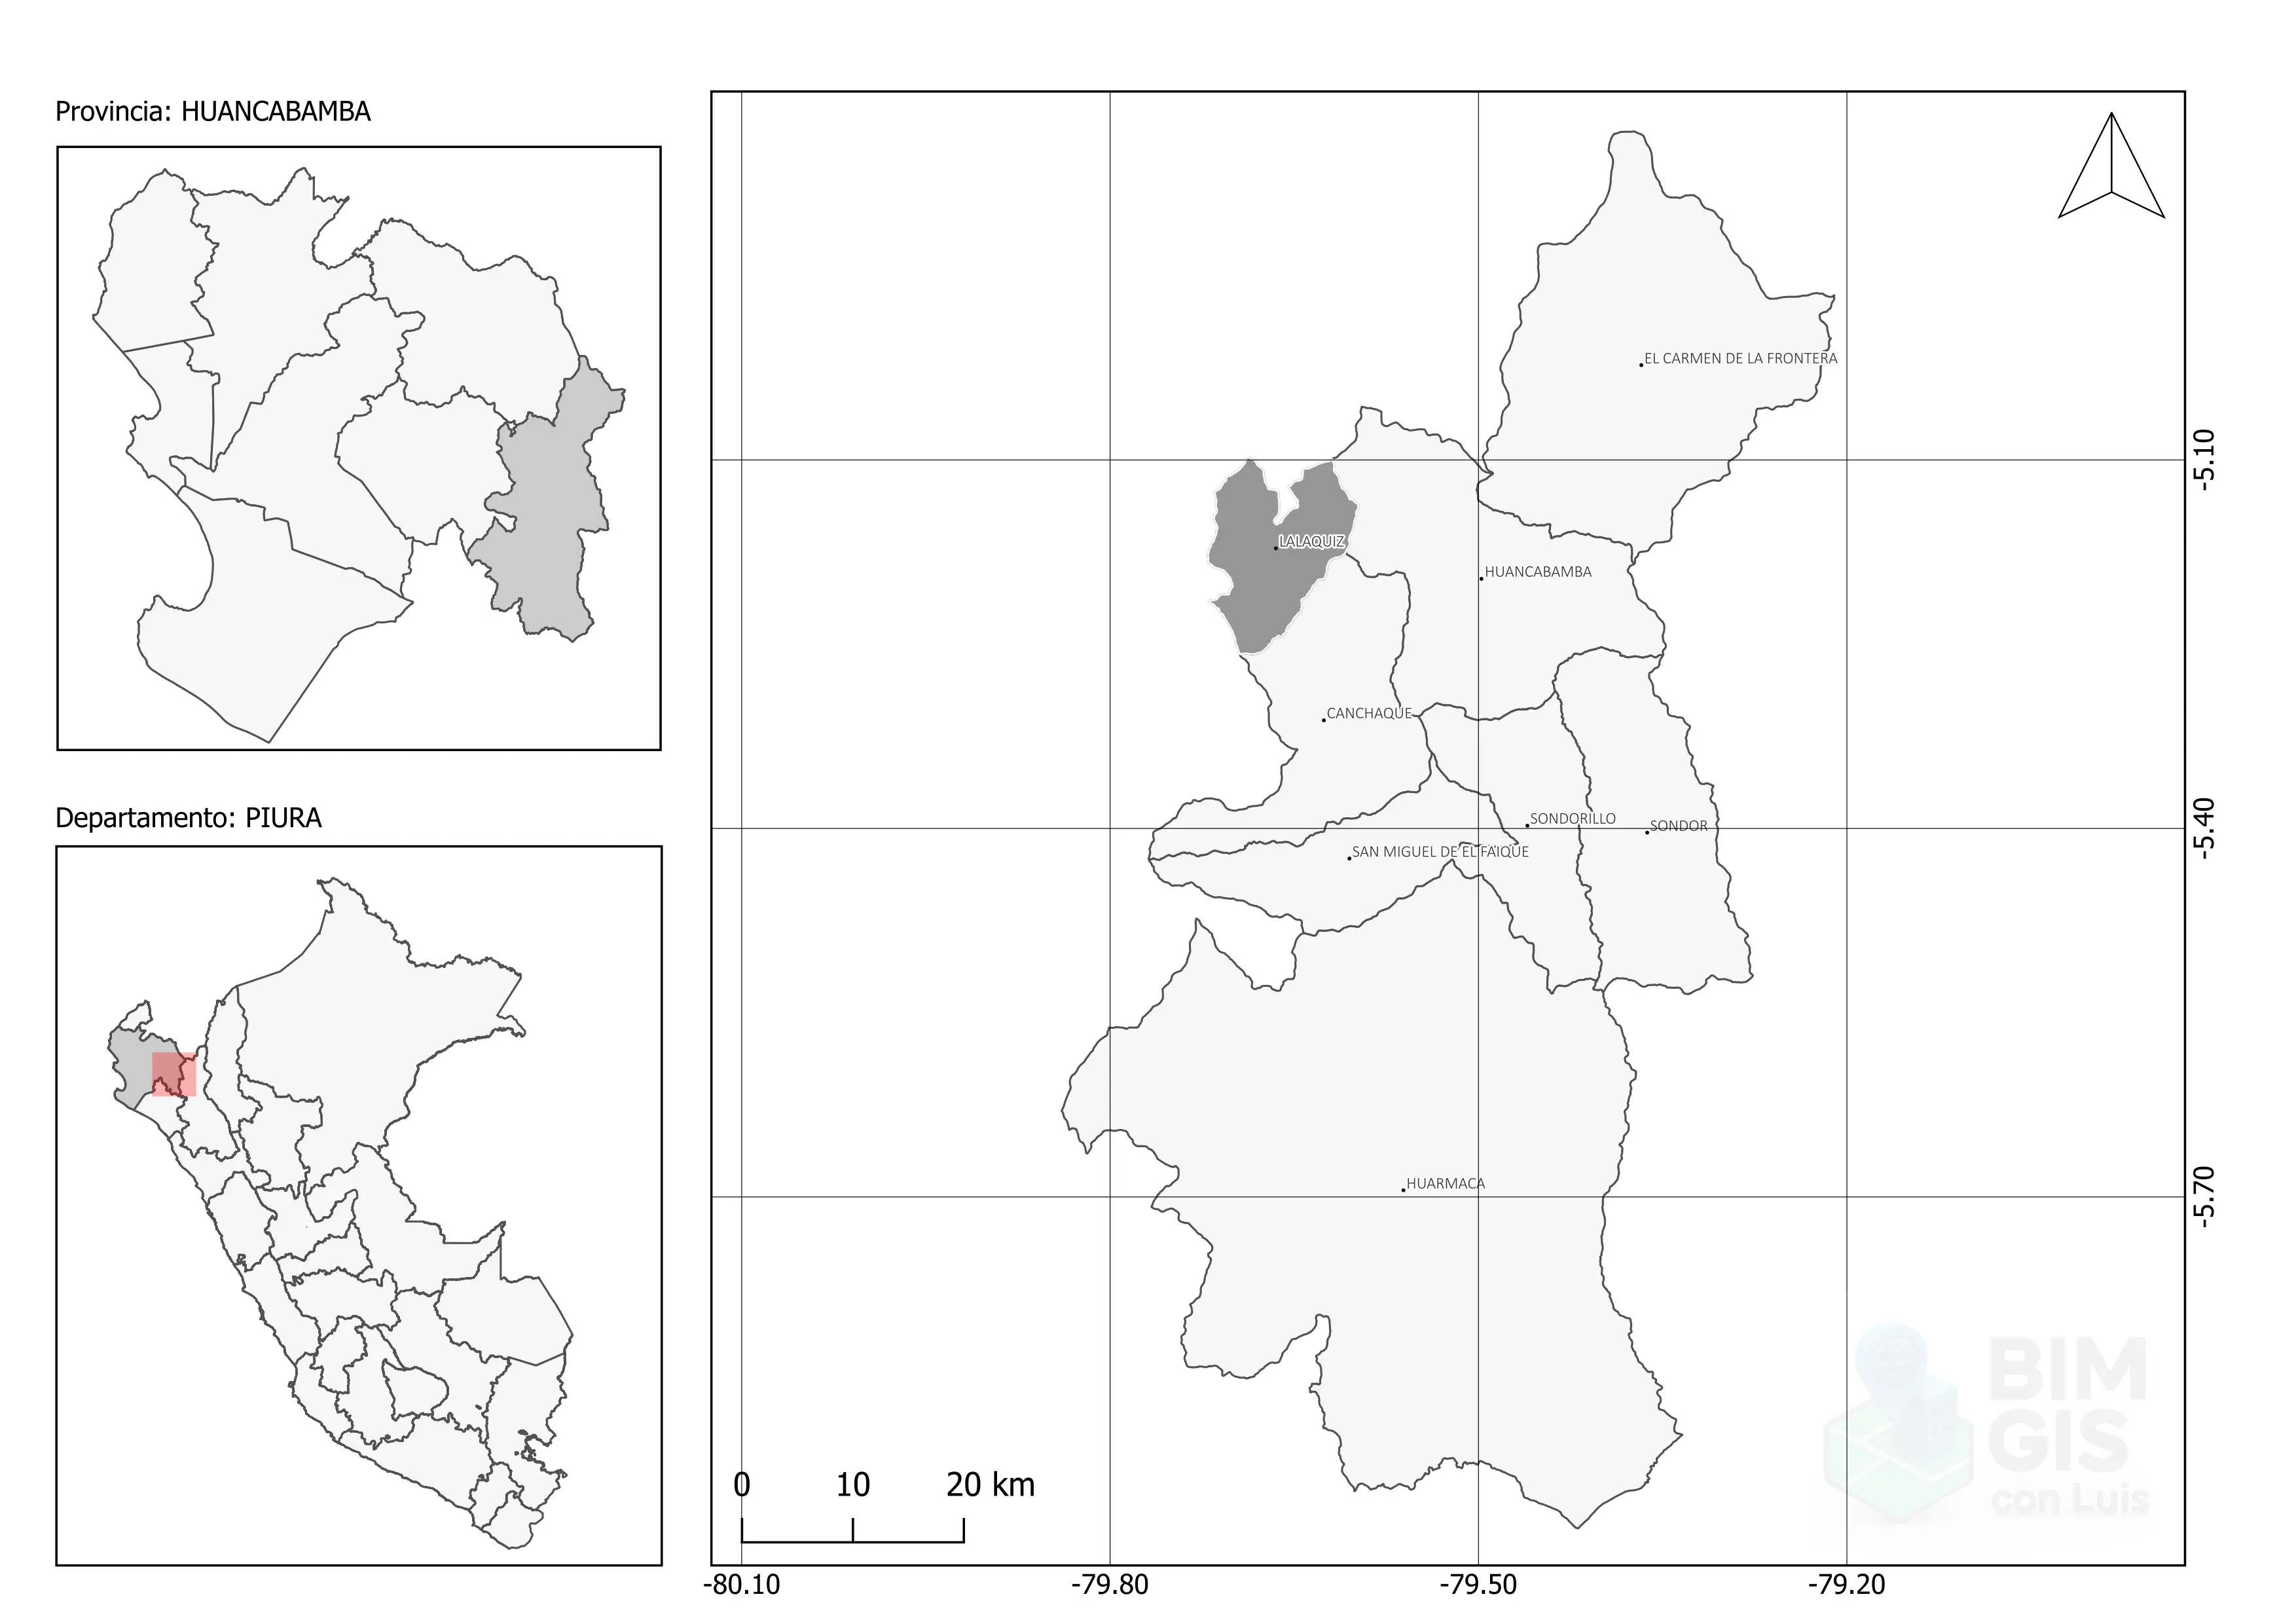 Provincia: HUANCABAMBA
Departamento: PIURA
EL CARMEN DE LA FRONTERA
LALAQUIZ
HUANCABAMBA
CANCHAQUE
SONDORILLO
SONDOR
SAN MIGUEL DE EL FAIQUE
HUARMACA
-5.10
-5.40
-5.70
0 10 20 km
-80.10 -79.80 -79.50 -79.20
BIM
GIS
con Luis